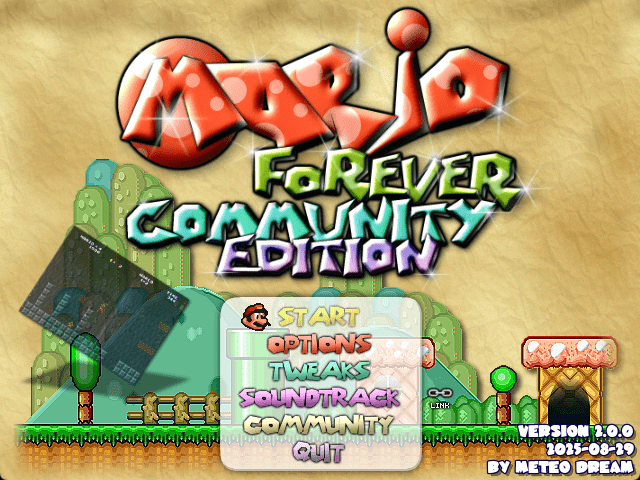 MARIO
FOREVER
COMMUNITY
EDITION
START
OPTIONS
TWEAKS
SOUNDTRACK
COMMUNITY
QUIT
LINK
VERSION 2.0.0
2025-08-29
BY METEO DREAM